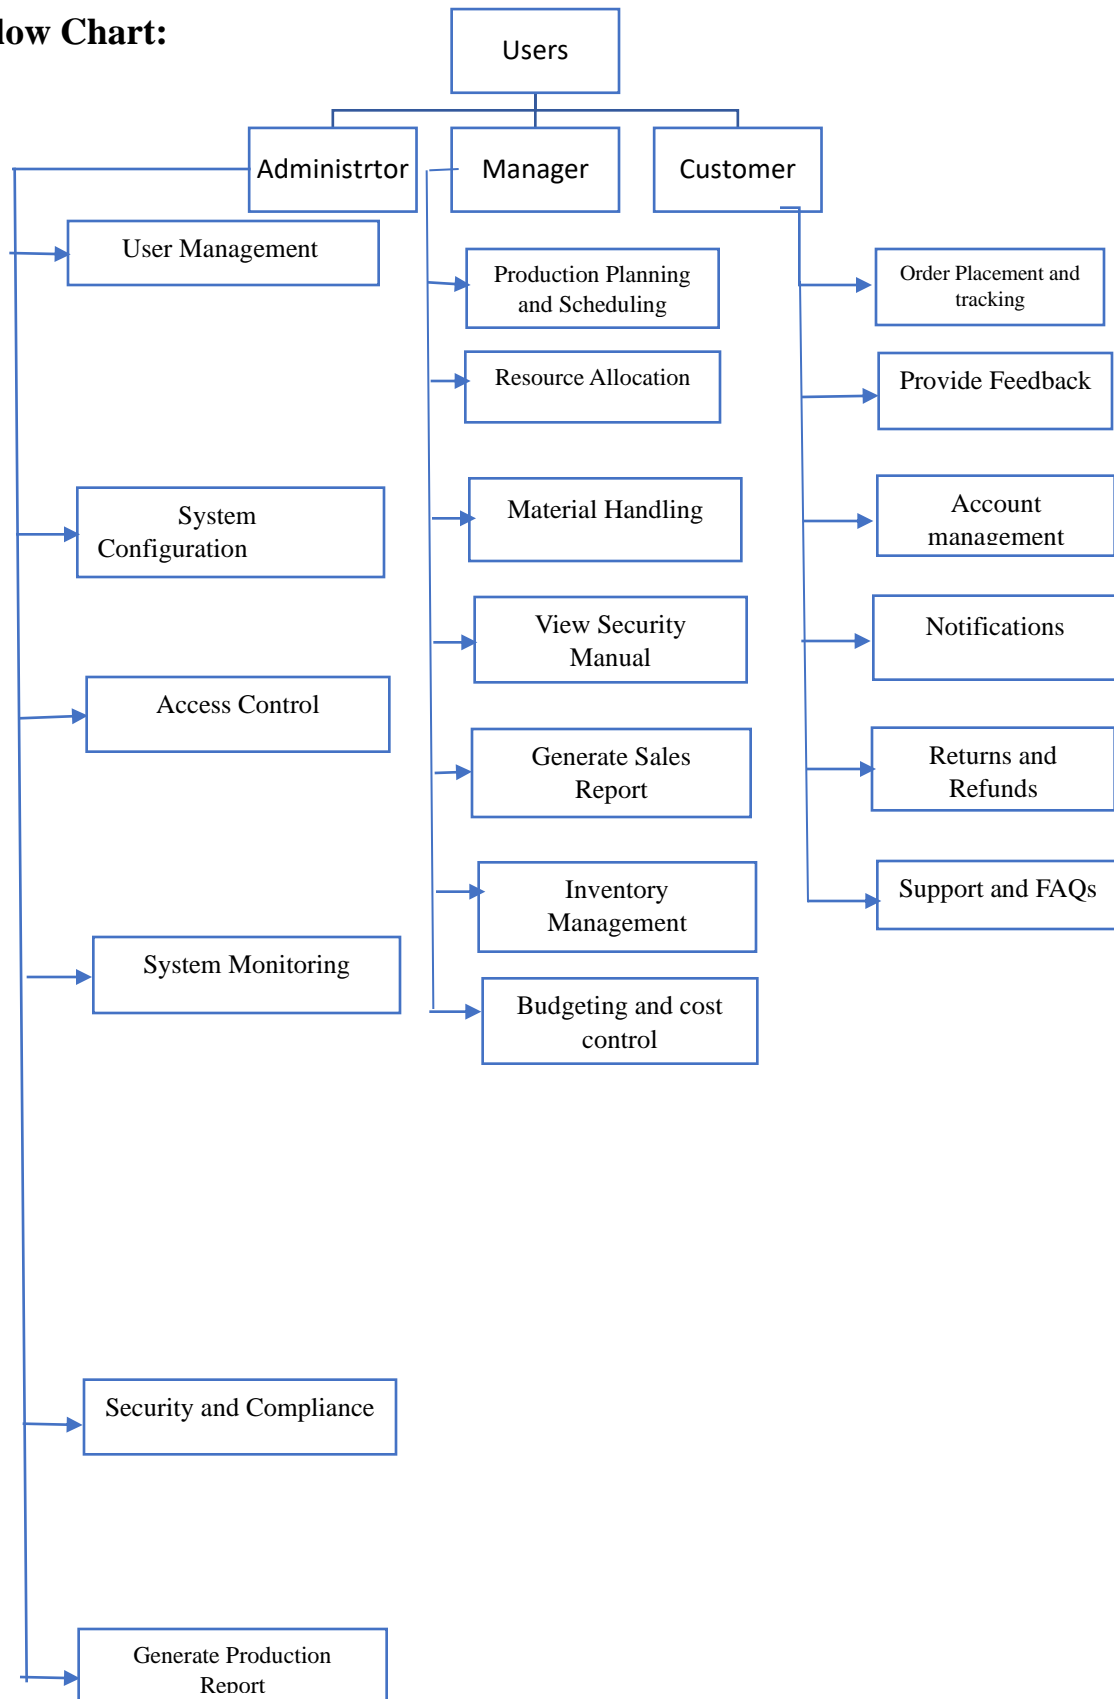 low Chart:
Users
Administrtor
Manager
Customer
User Management
System
Configuration
Access Control
System Monitoring
Security and Compliance
Generate Production
Report
Production Planning
and Scheduling
Resource Allocation
Material Handling
View Security
Manual
Generate Sales
Report
Inventory
Management
Budgeting and cost
control
Order Placement and
tracking
Provide Feedback
Account
management
Notifications
Returns and
Refunds
Support and FAQs